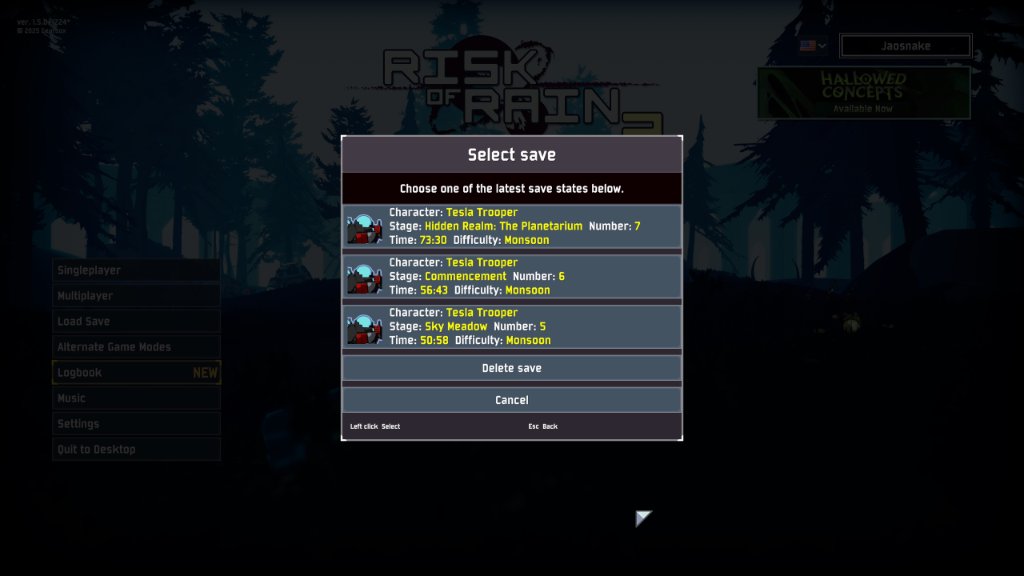 © 2025 Gearbox
Jaosnake
RISK
OF RAIN 2
HALLOWED
CONCEPTS
Available Now
Select save
Choose one of the latest save states below.
Character: Tesla Trooper
Stage: Hidden Realm: The Planetarium Number: 7
Time: 73:30 Difficulty: Monsoon
Character: Tesla Trooper
Stage: Commencement Number: 6
Time: 56:43 Difficulty: Monsoon
Character: Tesla Trooper
Stage: Sky Meadow Number: 5
Time: 50:58 Difficulty: Monsoon
Delete save
Cancel
Left click Select
Esc Back
Singleplayer
Multiplayer
Load Save
Alternate Game Modes
Logbook NEW
Music
Settings
Quit to Desktop